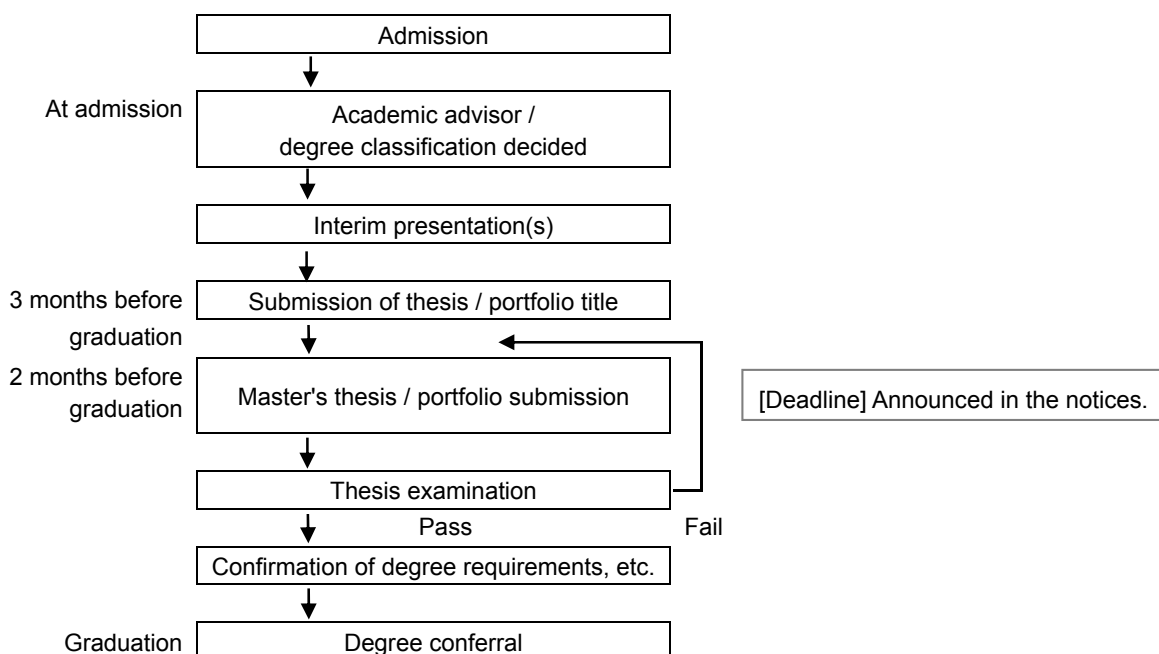 Admission
At admission
Academic advisor /
degree classification decided
Interim presentation(s)
3 months before
graduation
Submission of thesis / portfolio title
2 months before
graduation
Master's thesis / portfolio submission
[Deadline] Announced in the notices.
Thesis examination
Pass
Fail
Confirmation of degree requirements, etc.
Graduation
Degree conferral